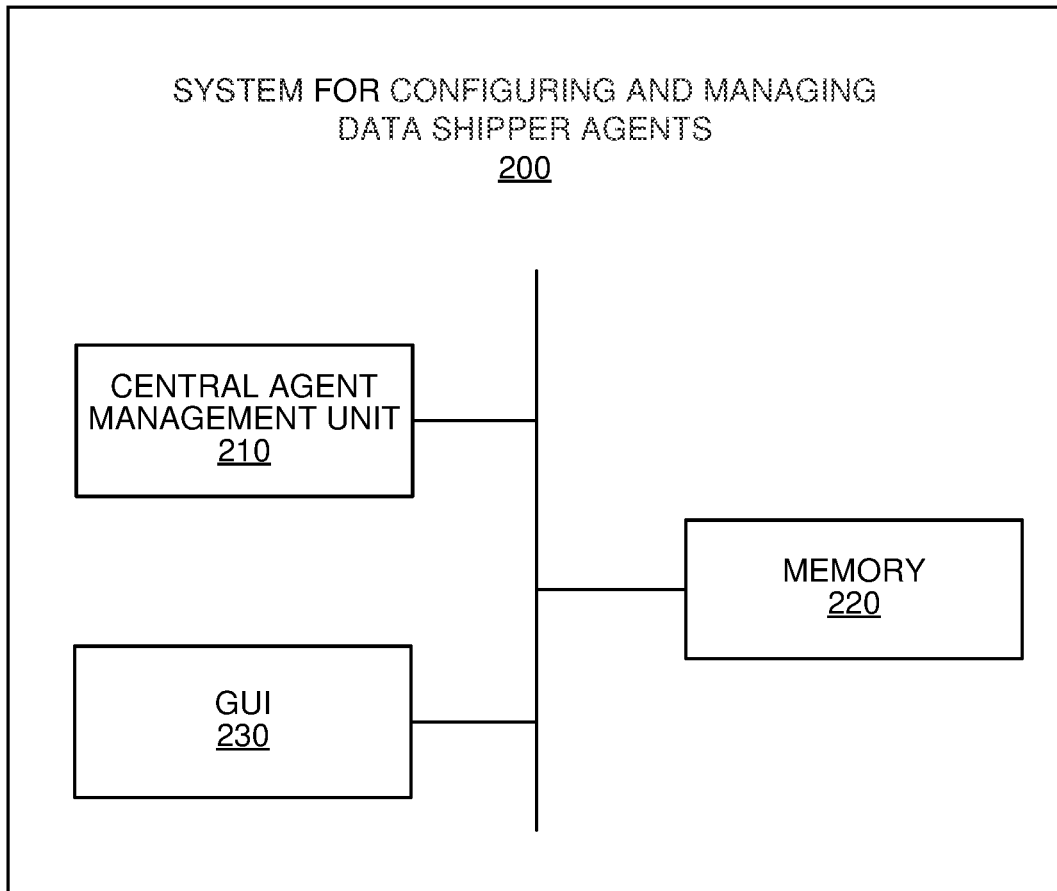 SYSTEM FOR CONFIGURING AND MANAGING
DATA SHIPPER AGENTS
200
CENTRAL AGENT
MANAGEMENT UNIT
210
MEMORY
220
GUI
230